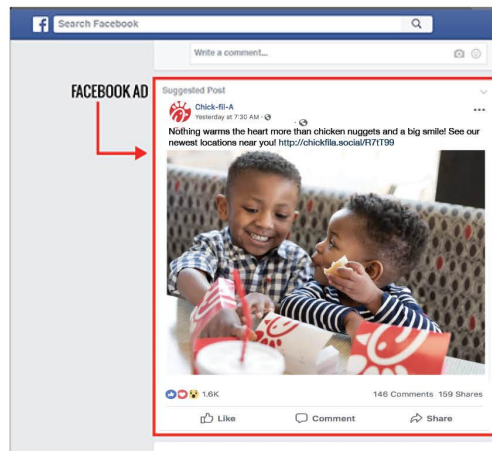 f Search Facebook
Write a comment...
FACEBOOK AD
Suggested Post
Chick-fil-A
Yesterday at 7:30 AM ·
Nothing warms the heart more than chicken nuggets and a big smile! See our
newest locations near you! http://chickfila.social/R7tT99
1.6K 146 Comments 159 Shares
Like Comment Share